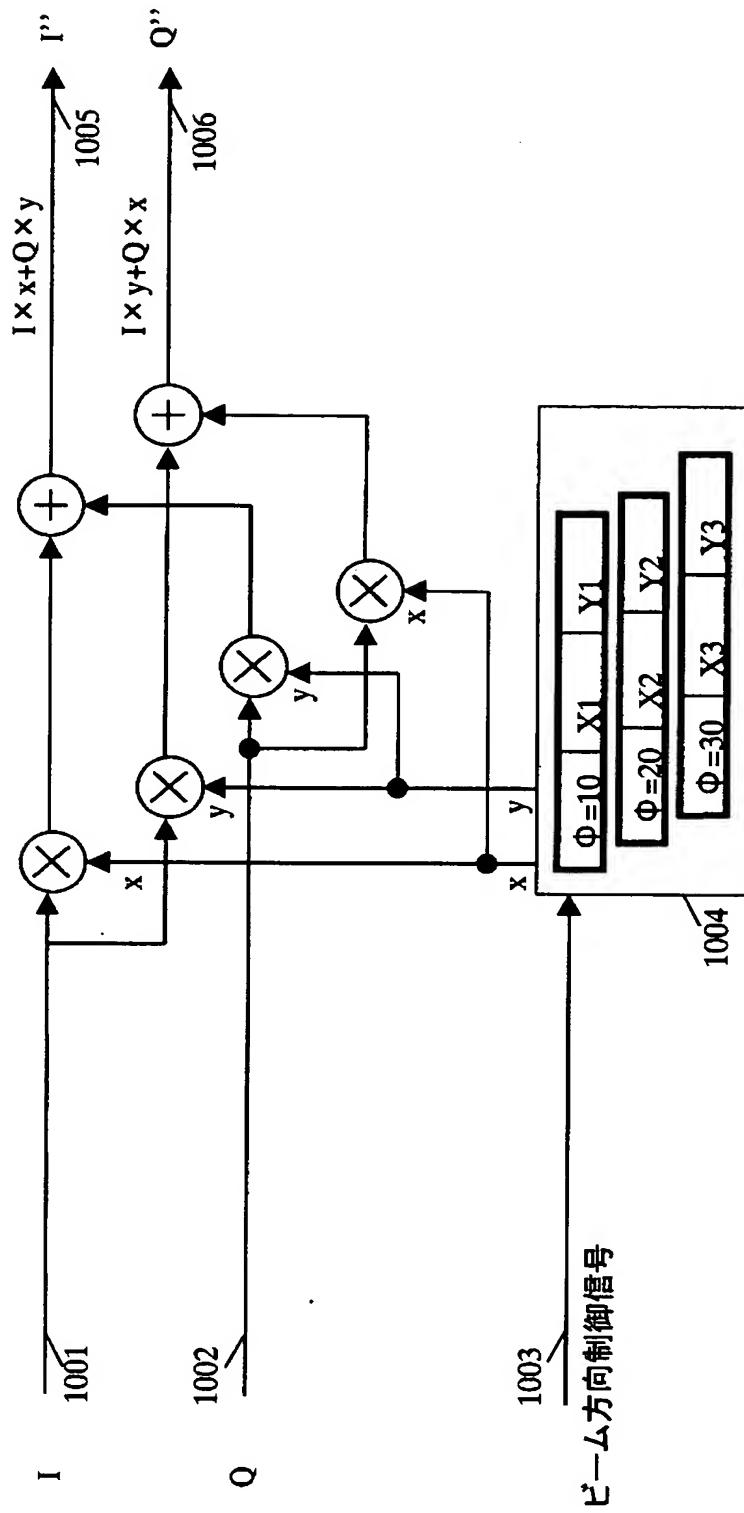 I
1001
I×x+Q×y
1005
I''
Q
1002
I×y+Q×x
1006
Q''
x
y
y
x
1003
ビーム方向制御信号
x
y
Φ=10 X1 Y1
Φ=20 X2 Y2
Φ=30 X3 Y3
1004